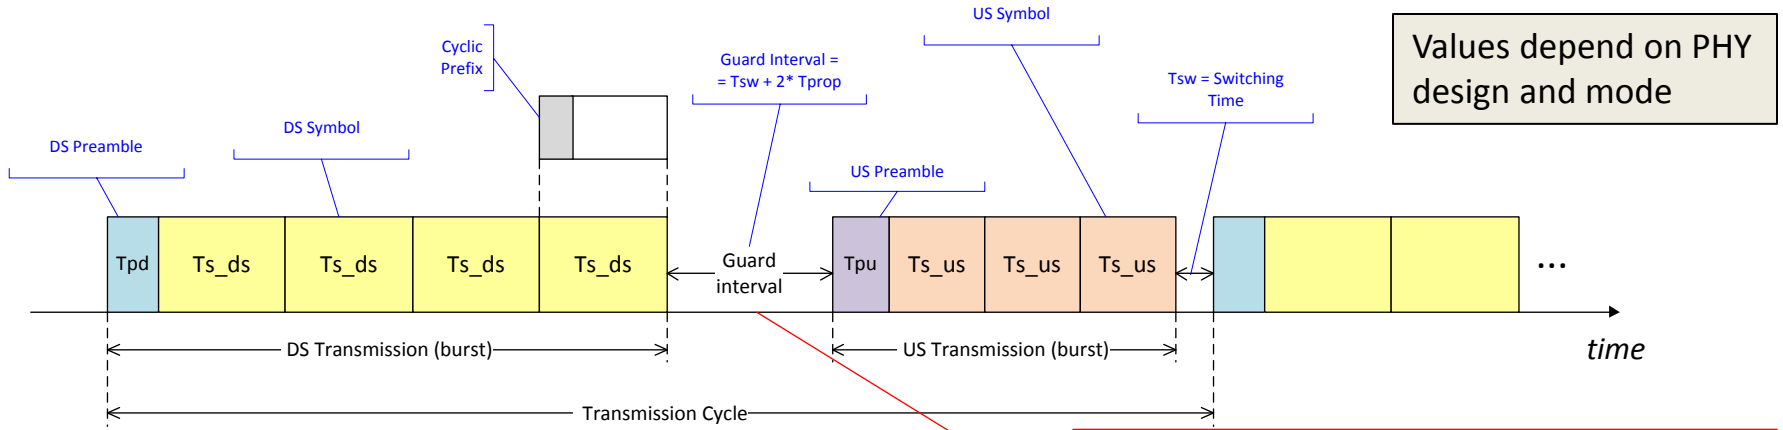 US Symbol
Values depend on PHY
design and mode
Cyclic
Prefix
Guard Interval =
= Tsw + 2* Tprop
Tsw = Switching
Time
DS Symbol
DS Preamble
US Preamble
Tpd
Ts_ds
Ts_ds
Ts_ds
Ts_ds
Guard
interval
Tpu
Ts_us
Ts_us
Ts_us
...
DS Transmission (burst)
US Transmission (burst)
time
Transmission Cycle